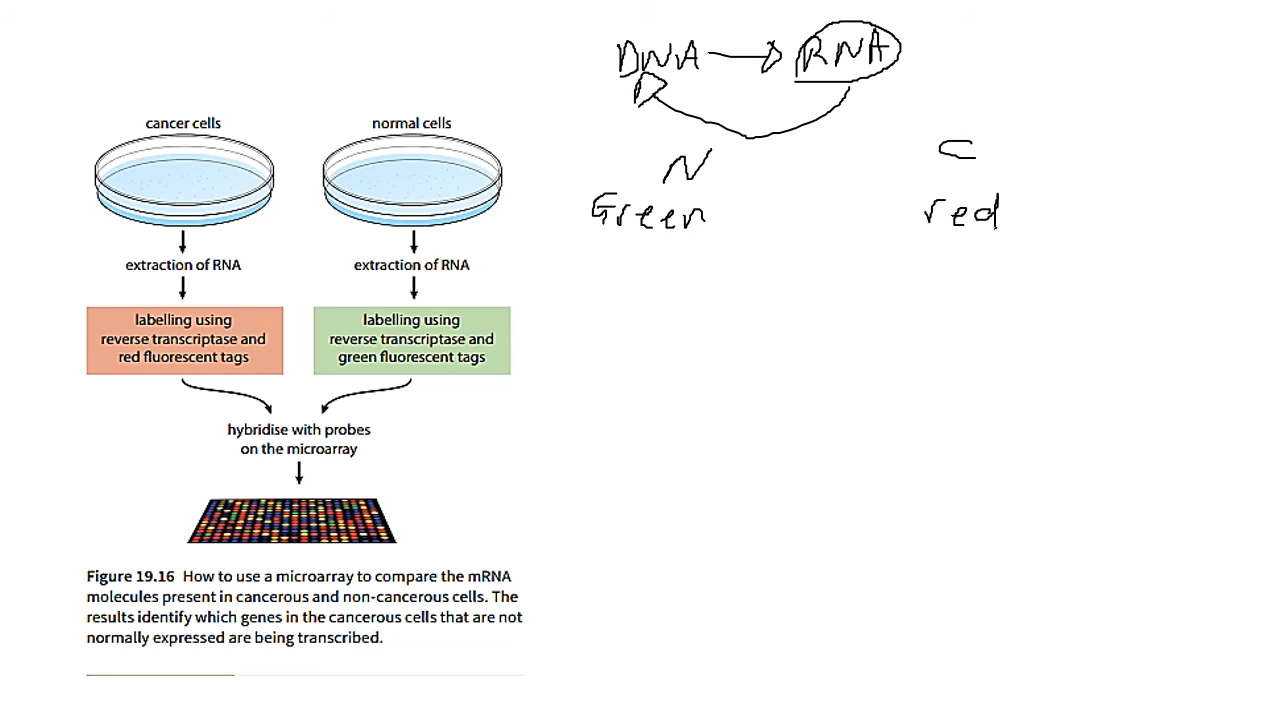 DNA → RNA
N
C
Green
red
cancer cells
normal cells
extraction of RNA
extraction of RNA
labelling using
reverse transcriptase and
red fluorescent tags
labelling using
reverse transcriptase and
green fluorescent tags
hybridise with probes
on the microarray
Figure 19.16 How to use a microarray to compare the mRNA
molecules present in cancerous and non-cancerous cells. The
results identify which genes in the cancerous cells that are not
normally expressed are being transcribed.